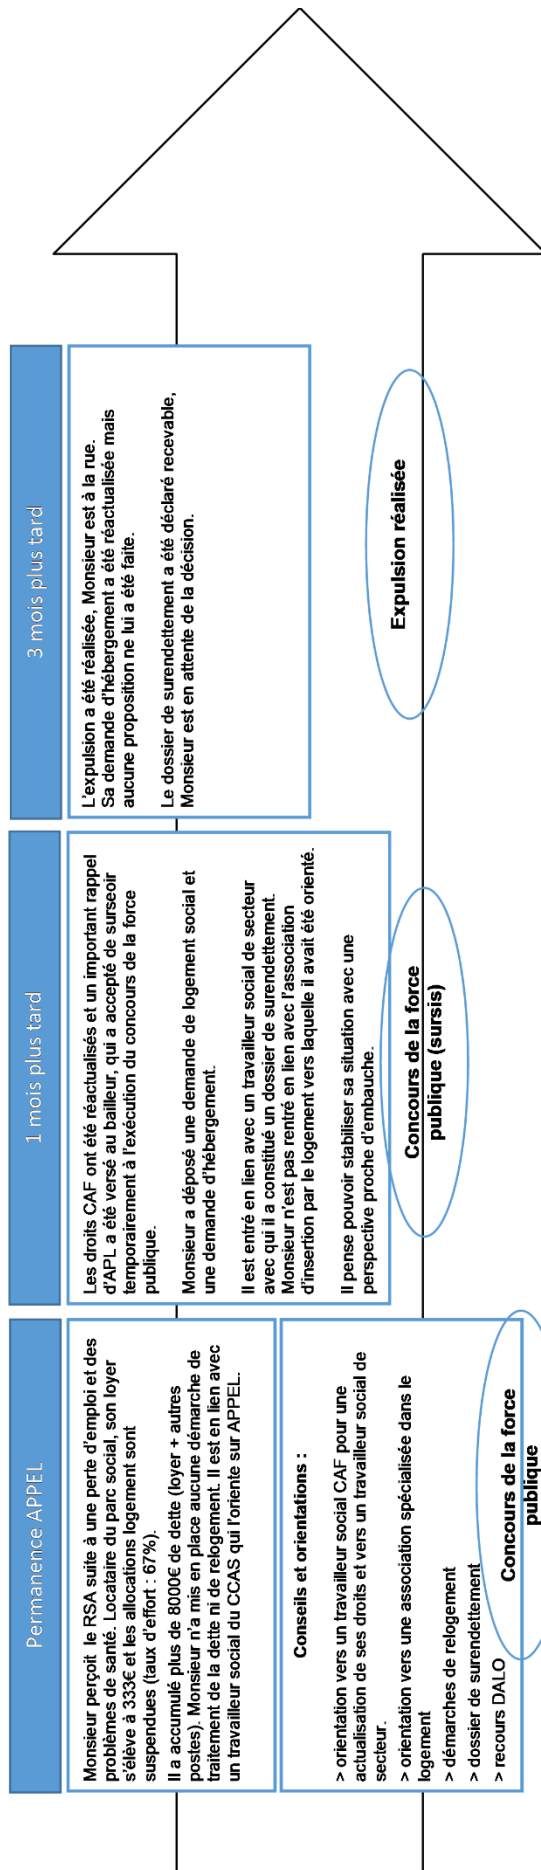 Permanence APPEL
Monsieur perçoit le RSA suite à une perte d'emploi et des
problèmes de santé. Locataire du parc social, son loyer
s'élève à 333€ et les allocations logement sont
suspendues (taux d'effort : 67%).
Il a accumulé plus de 8000€ de dette (loyer + autres
postes). Monsieur n'a mis en place aucune démarche de
traitement de la dette ni de relogement. Il est en lien avec
un travailleur social du CCAS qui l'oriente sur APPEL.
Conseils et orientations :
> orientation vers un travailleur social CAF pour une
actualisation de ses droits et vers un travailleur social de
secteur.
> orientation vers une association spécialisée dans le
logement
> démarches de relogement
> dossier de surendettement
> recours DALO
Concours de la force
publique
1 mois plus tard
Les droits CAF ont été réactualisés et un important rappel
d'APL a été versé au bailleur, qui a accepté de surseoir
temporairement à l'exécution du concours de la force
publique.
Monsieur a déposé une demande de logement social et
une demande d'hébergement.
Il est entré en lien avec un travailleur social de secteur
avec qui il a constitué un dossier de surendettement.
Monsieur n'est pas rentré en lien avec l'association
d'insertion par le logement vers laquelle il avait été orienté.
Il pense pouvoir stabiliser sa situation avec une
perspective proche d'embauche.
Concours de la force
publique (sursis)
3 mois plus tard
L'expulsion a été réalisée, Monsieur est à la rue.
Sa demande d'hébergement a été réactualisée mais
aucune proposition ne lui a été faite.
Le dossier de surendettement a été déclaré recevable,
Monsieur est en attente de la décision.
Expulsion réalisée